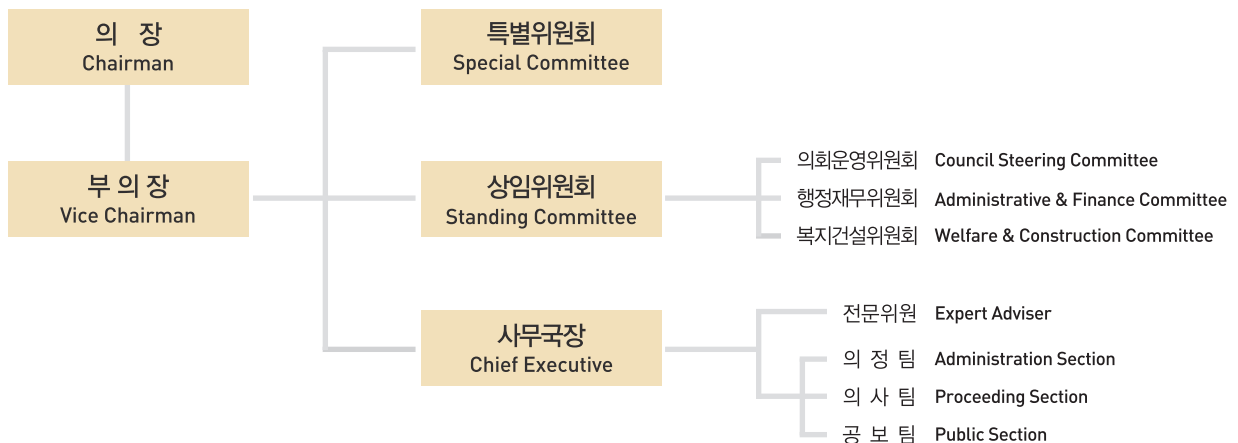 의 장
Chairman
부 의 장
Vice Chairman
특별위원회
Special Committee
상임위원회
Standing Committee
의회운영위원회 Council Steering Committee
행정재무위원회 Administrative & Finance Committee
복지건설위원회 Welfare & Construction Committee
사무국장
Chief Executive
전문위원 Expert Adviser
의 정 팀 Administration Section
의 사 팀 Proceeding Section
공 보 팀 Public Section